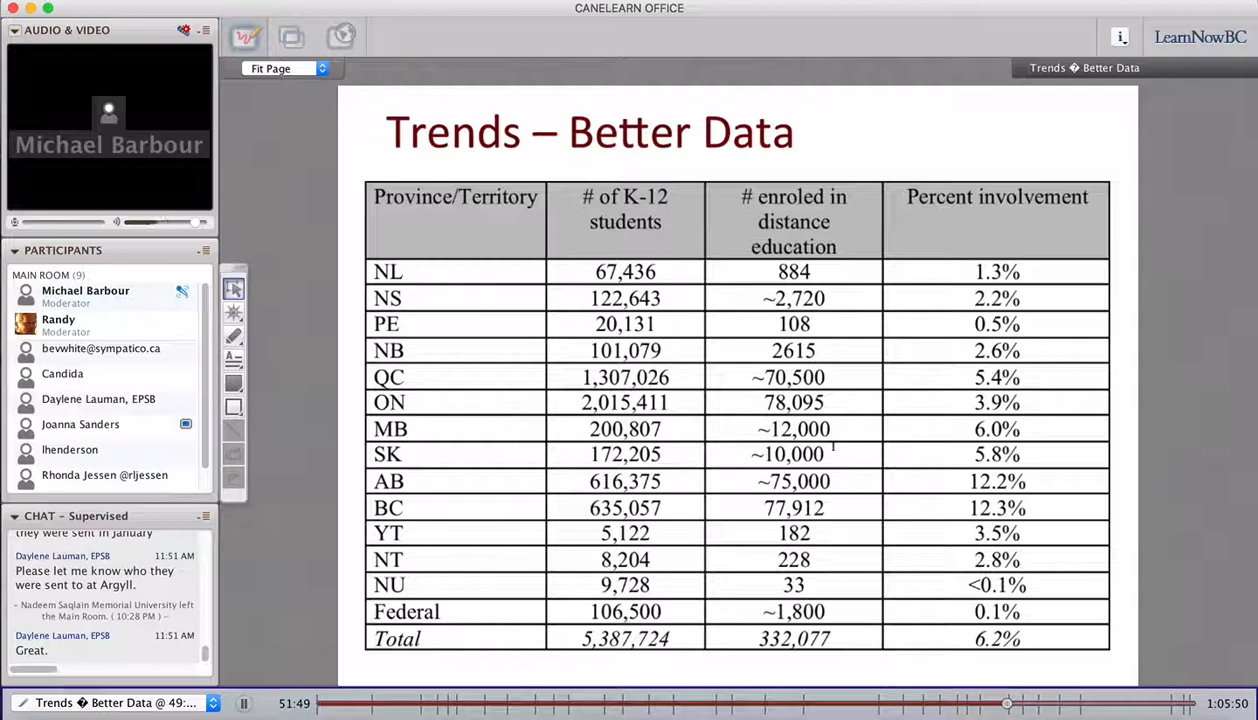 CANELEARN OFFICE
AUDIO & VIDEO
Michael Barbour
PARTICIPANTS
MAIN ROOM (9)
Michael Barbour
Moderator
Randy
Moderator
bevwhite@sympatico.ca
Candida
Daylene Lauman, EPSB
Joanna Sanders
lhenderson
Rhonda Jessen @rljessen
CHAT - Supervised
they were sent in January
Daylene Lauman, EPSB 11:51 AM
Please let me know who they
were sent to at Argyll.
- Nadeem Saqlain Memorial University left
the Main Room. ( 10:28 PM ) -
Daylene Lauman, EPSB 11:51 AM
Great.
LearnNowBC
Fit Page
Trends � Better Data
Trends – Better Data
Province/Territory # of K-12 students # enroled in distance education Percent involvement
NL 67,436 884 1.3%
NS 122,643 ~2,720 2.2%
PE 20,131 108 0.5%
NB 101,079 2615 2.6%
QC 1,307,026 ~70,500 5.4%
ON 2,015,411 78,095 3.9%
MB 200,807 ~12,000 6.0%
SK 172,205 ~10,000 5.8%
AB 616,375 ~75,000 12.2%
BC 635,057 77,912 12.3%
YT 5,122 182 3.5%
NT 8,204 228 2.8%
NU 9,728 33 <0.1%
Federal 106,500 ~1,800 0.1%
Total 5,387,724 332,077 6.2%
Trends � Better Data @ 49:...
51:49
1:05:50